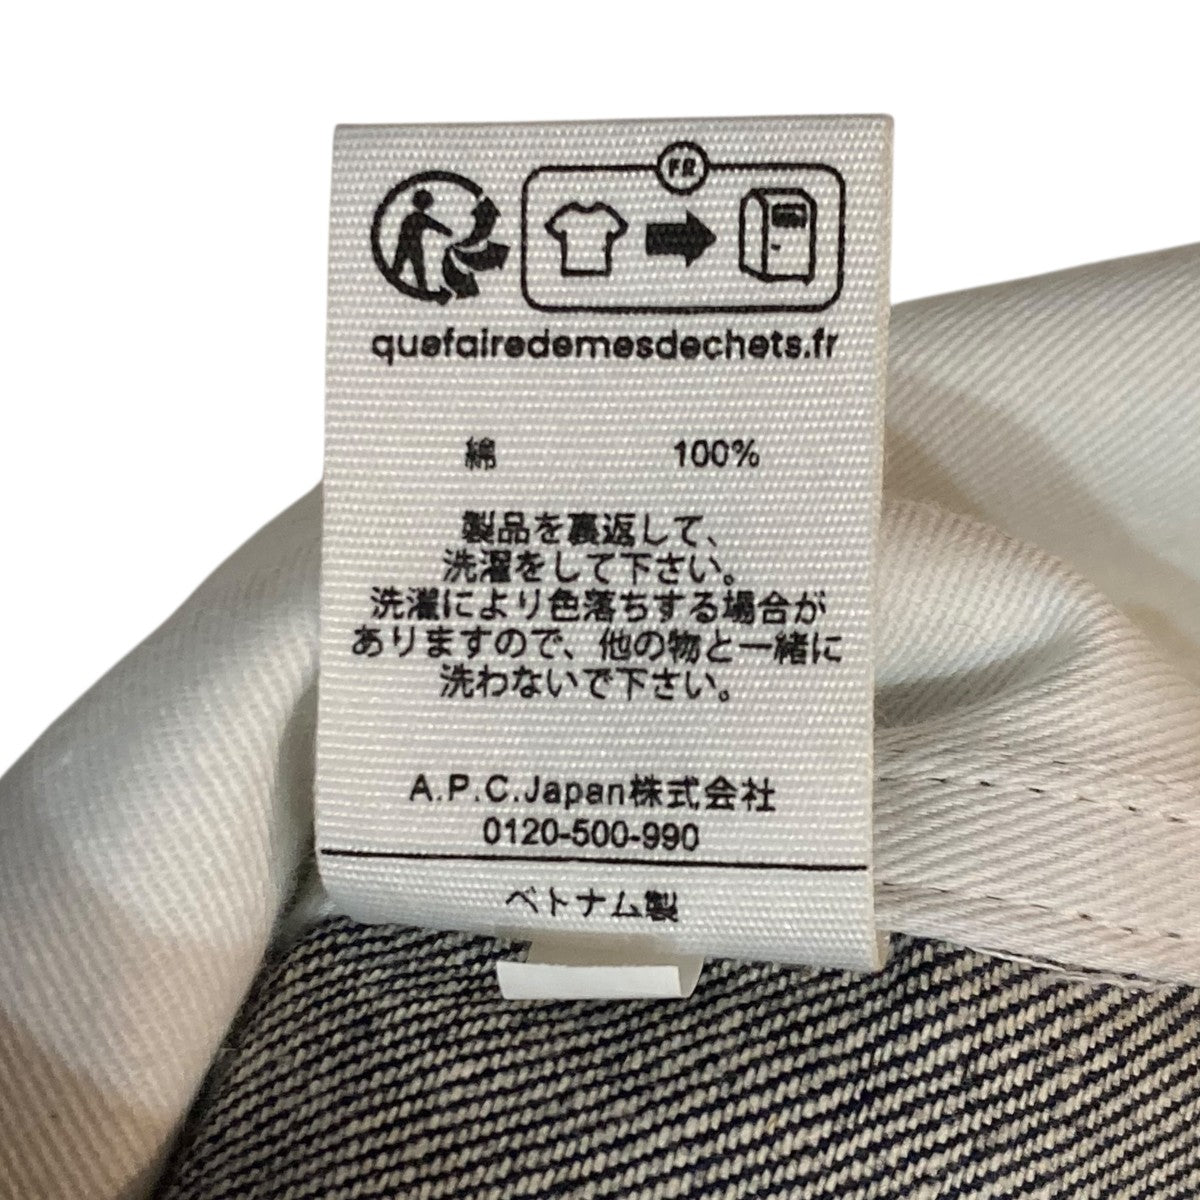 FR
quefairedemesdechets.fr
綿 100%
製品を裏返して、
洗濯をして下さい。
洗濯により色落ちする場合が
ありますので、他の物と一緒に
洗わないで下さい。
A.P.C.Japan株式会社
0120-500-990
ベトナム製